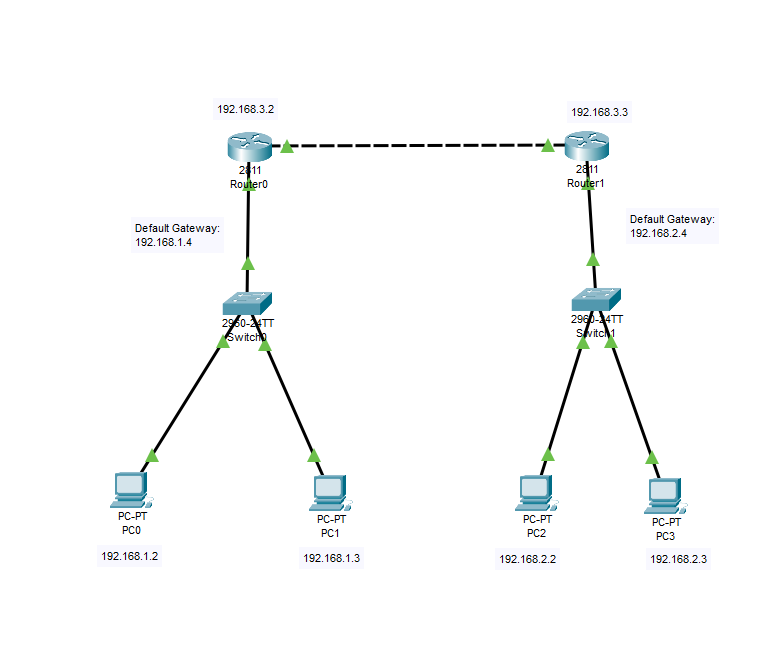 192.168.3.2
192.168.3.3
2811
Router0
2811
Router1
Default Gateway:
192.168.1.4
Default Gateway:
192.168.2.4
2960-24TT
Switch0
2960-24TT
Switch1
PC-PT
PC0
PC-PT
PC1
PC-PT
PC2
PC-PT
PC3
192.168.1.2
192.168.1.3
192.168.2.2
192.168.2.3